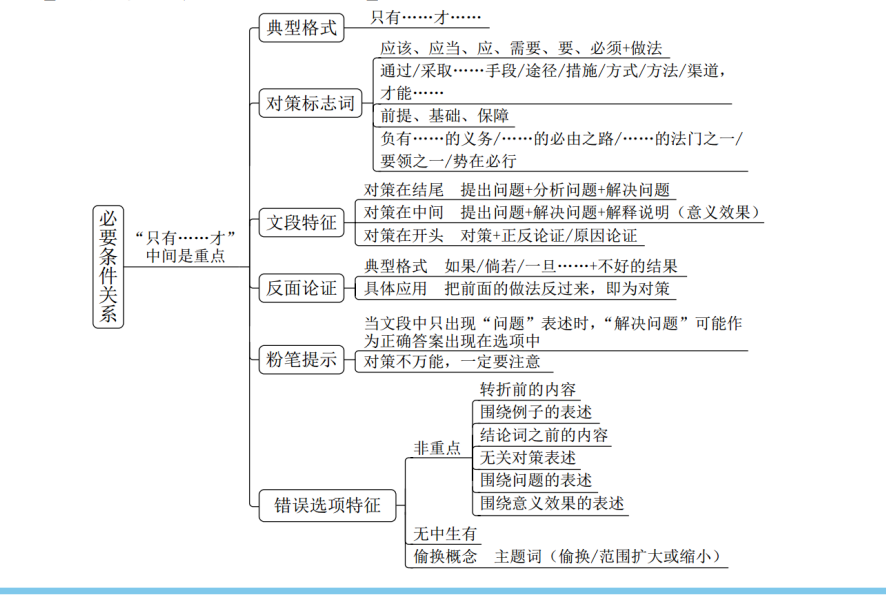 只有……才……
典型格式
应该、应当、应、需要、要、必须+做法
通过/采取……手段/途径/措施/方式/方法/渠道，
才能……
对策标志词
前提、基础、保障
负有……的义务/……的必由之路/……的法门之一/
要领之一/势在必行
对策在结尾 提出问题+分析问题+解决问题
对策在中间 提出问题+解决问题+解释说明（意义效果）
文段特征
对策在开头 对策+正反论证/原因论证
必要条件关系
“只有……才”
中间是重点
典型格式 如果/倘若/一旦……+不好的结果
反面论证
具体应用 把前面的做法反过来，即为对策
当文段中只出现“问题”表述时，“解决问题”可能作
为正确答案出现在选项中
粉笔提示
对策不万能，一定要注意
转折前的内容
围绕例子的表述
结论词之前的内容
非重点
无关对策表述
围绕问题的表述
围绕意义效果的表述
错误选项特征
无中生有
偷换概念 主题词（偷换/范围扩大或缩小）